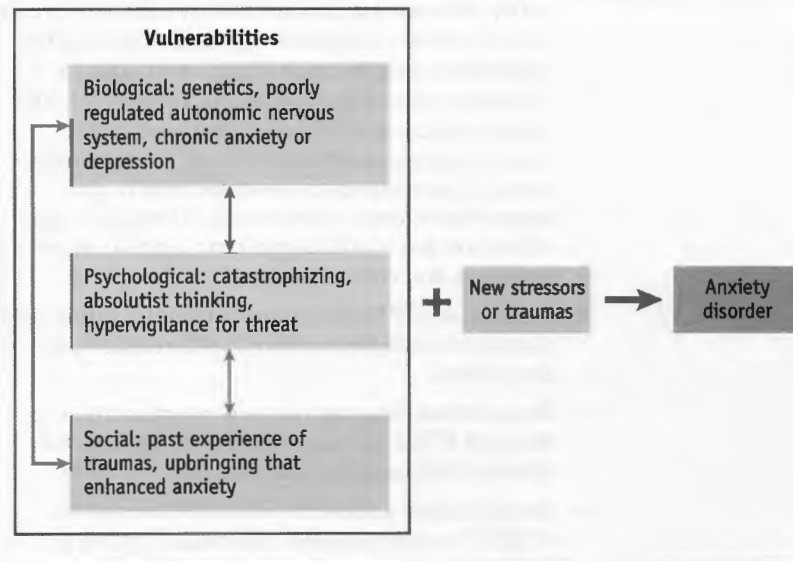 Vulnerabilities
Biological: genetics, poorly
regulated autonomic nervous
system, chronic anxiety or
depression
Psychological: catastrophizing,
absolutist thinking,
hypervigilance for threat
+
New stressors
or traumas
Anxiety
disorder
Social: past experience of
traumas, upbringing that
enhanced anxiety